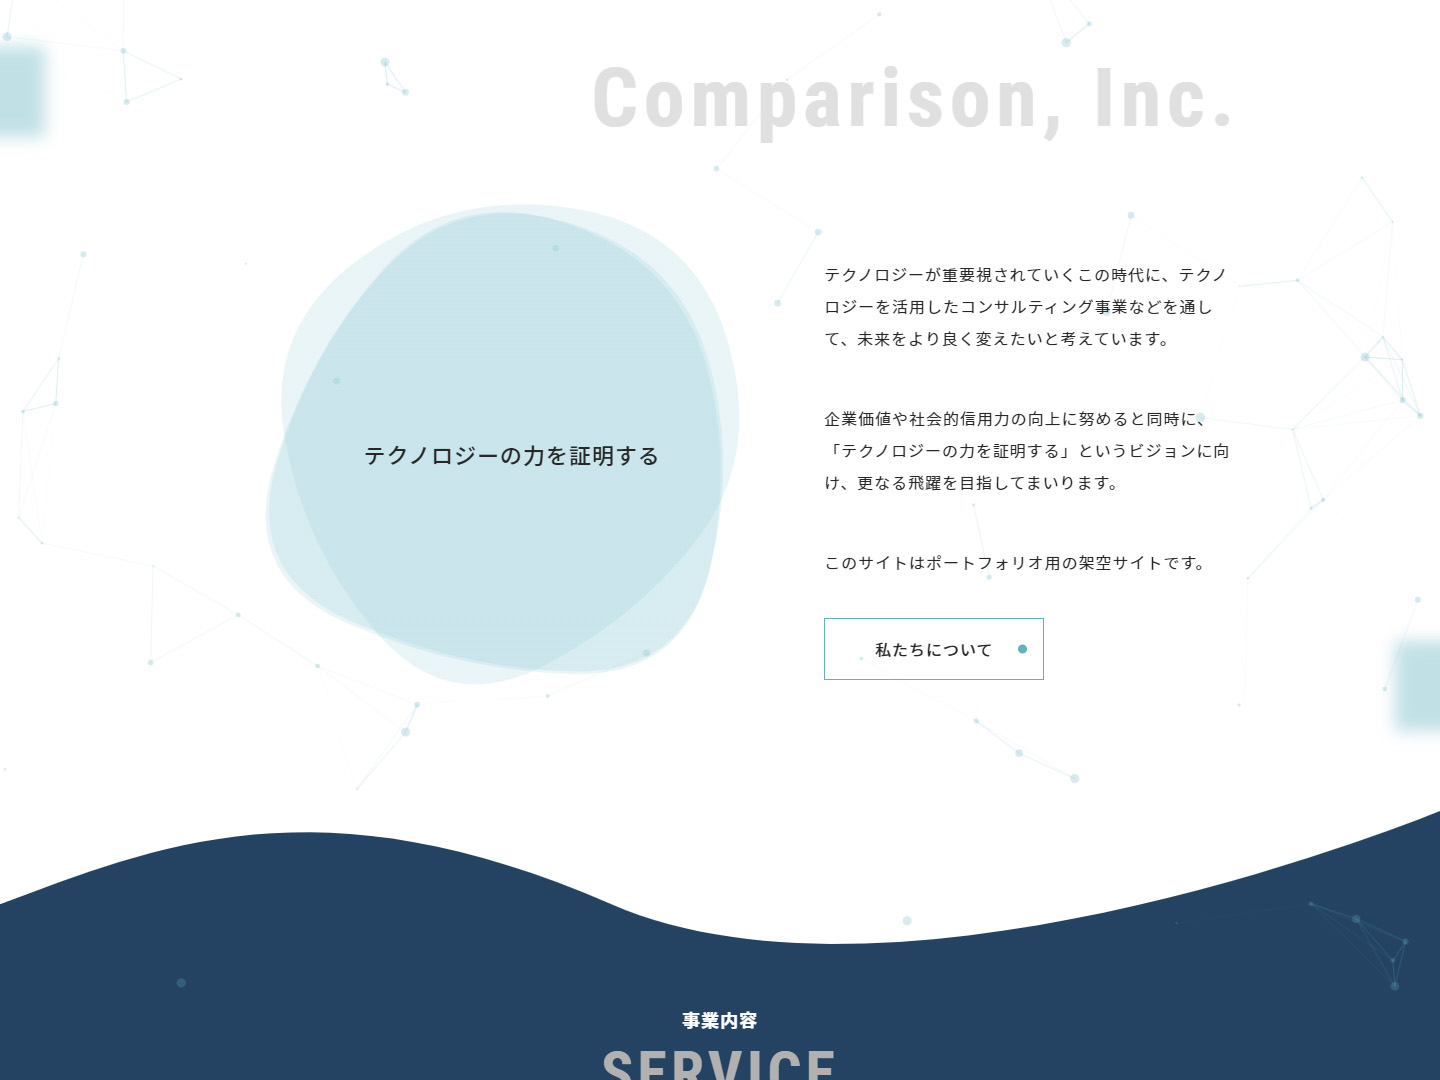 Comparison, Inc.
テクノロジーの力を証明する
テクノロジーが重要視されていくこの時代に、テクノ
ロジーを活用したコンサルティング事業などを通し
て、未来をより良く変えたいと考えています。
企業価値や社会的信用力の向上に努めると同時に、
「テクノロジーの力を証明する」というビジョンに向
け、更なる飛躍を目指してまいります。
このサイトはポートフォリオ用の架空サイトです。
私たちについて
事業内容
SERVICE